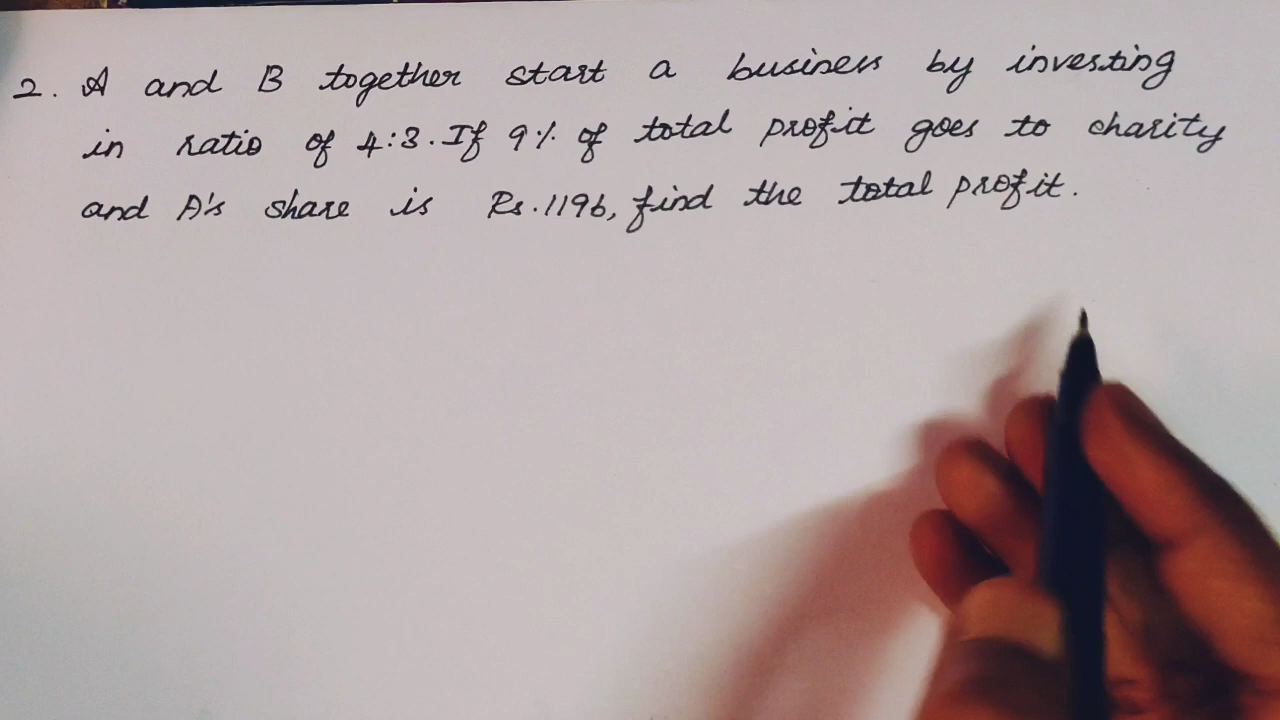 2. A and B together start a business by investing
in ratio of 4:3. If 9% of total profit goes to charity
and A's share is Rs.1196, find the total profit.